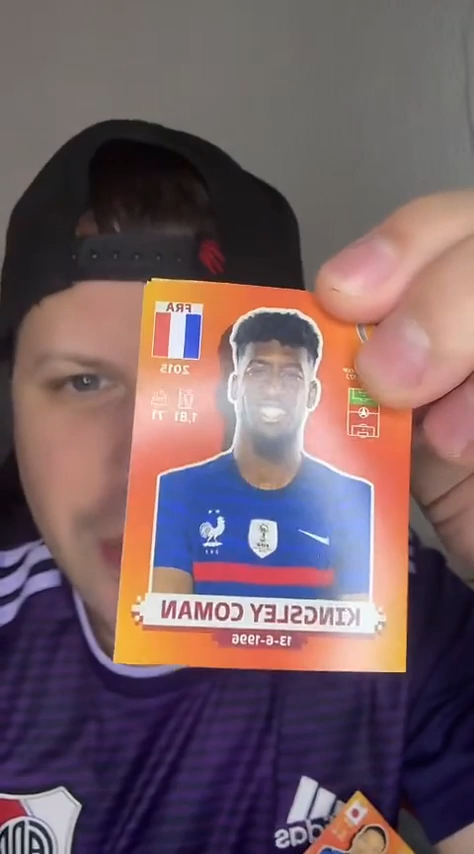 FRA
2015
1,81 71
KINGSLEY COMAN
13-6-1996
adidas